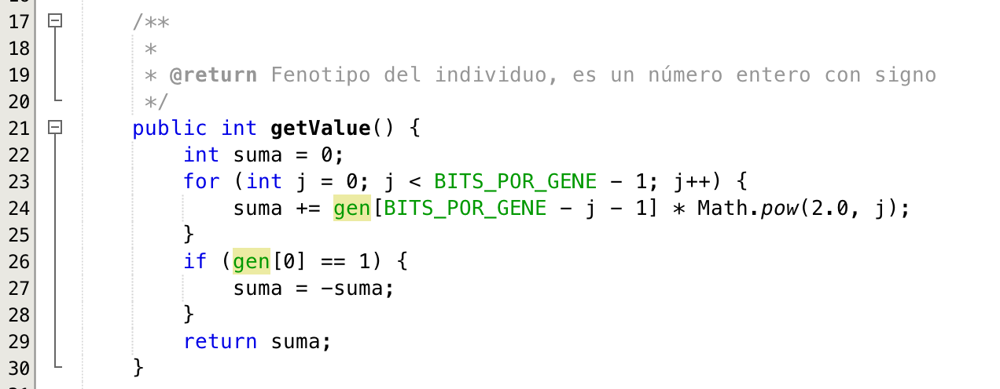 17 /**
18 *
19 * @return Fenotipo del individuo, es un número entero con signo
20 */
21 public int getValue() {
22 int suma = 0;
23 for (int j = 0; j < BITS_POR_GENE - 1; j++) {
24 suma += gen[BITS_POR_GENE - j - 1] * Math.pow(2.0, j);
25 }
26 if (gen[0] == 1) {
27 suma = -suma;
28 }
29 return suma;
30 }